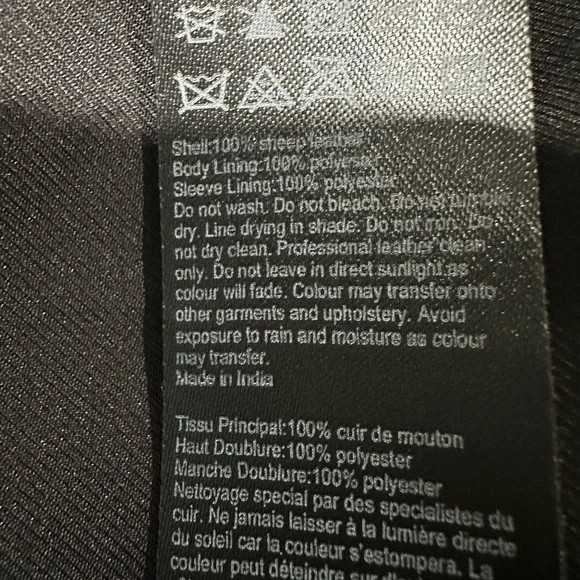 Shell:100% sheep leather
Body Lining:100% polyester
Sleeve Lining:100% polyester
Do not wash. Do not bleach. Do not tumble
dry. Line drying in shade. Do not iron. Do
not dry clean. Professional leather clean
only. Do not leave in direct sunlight as
colour will fade. Colour may transfer onto
other garments and upholstery. Avoid
exposure to rain and moisture as colour
may transfer.
Made in India
Tissu Principal:100% cuir de mouton
Haut Doublure:100% polyester
Manche Doublure:100% polyester
Nettoyage special par des specialistes du
cuir. Ne jamais laisser à la lumière directe
du soleil car la couleur s'estompera. La
couleur peut déteindre